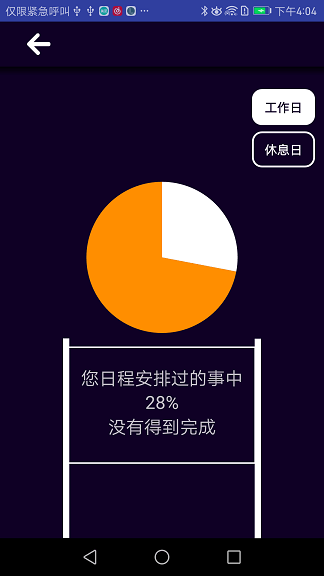 仅限紧急呼叫 ··· 下午4:04
工作日
休息日
您日程安排过的事中
28%
没有得到完成